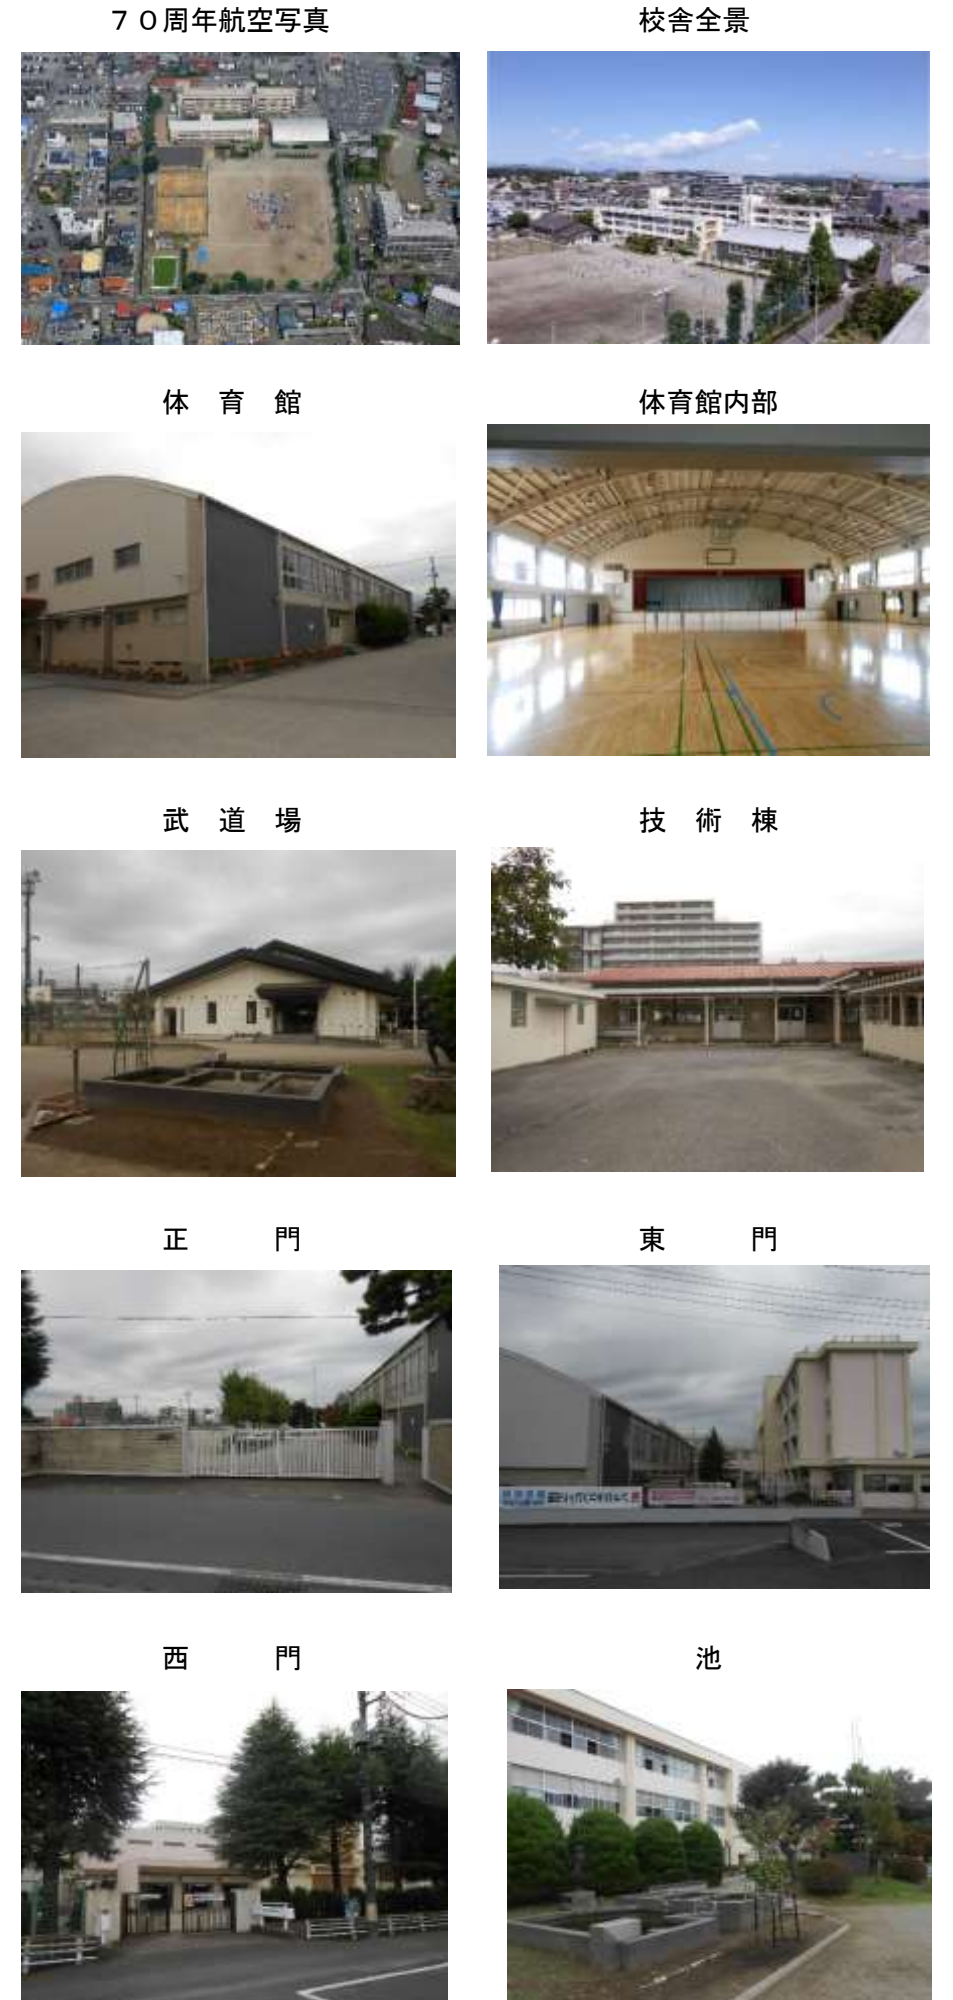 ７０周年航空写真
校舎全景
体　育　館
体育館内部
武　道　場
技　術　棟
正　　　門
東　　　門
西　　　門
池